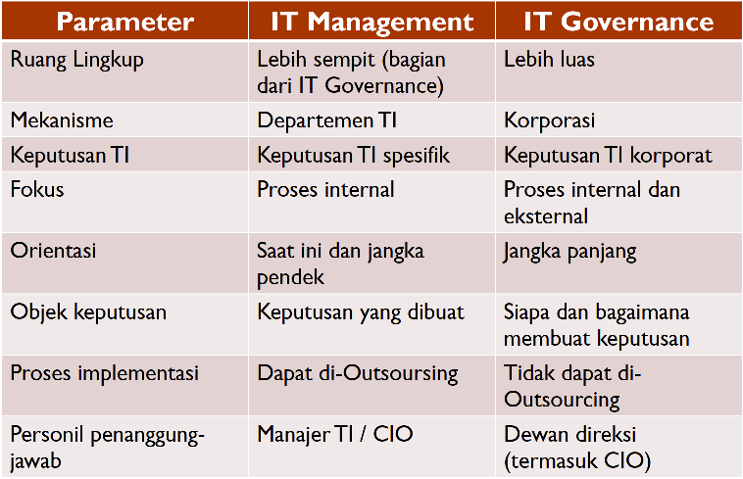 Parameter IT Management IT Governance
Ruang Lingkup Lebih sempit (bagian Lebih luas
dari IT Governance)
Mekanisme Departemen TI Korporasi
Keputusan TI Keputusan TI spesifik Keputusan TI korporat
Fokus Proses internal Proses internal dan
eksternal
Orientasi Saat ini dan jangka Jangka panjang
pendek
Objek keputusan Keputusan yang dibuat Siapa dan bagaimana
membuat keputusan
Proses implementasi Dapat di-Outsoursing Tidak dapat di-
Outsourcing
Personil penanggung- Manajer TI / CIO Dewan direksi
jawab (termasuk CIO)